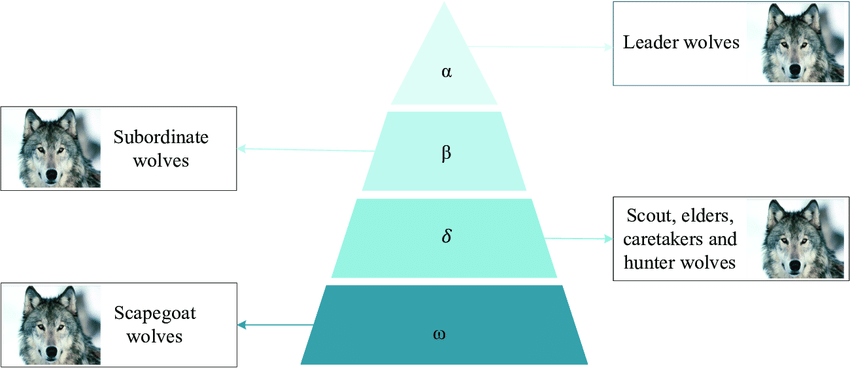 α
Leader wolves
Subordinate
wolves
β
δ
Scout, elders,
caretakers and
hunter wolves
Scapegoat
wolves
ω